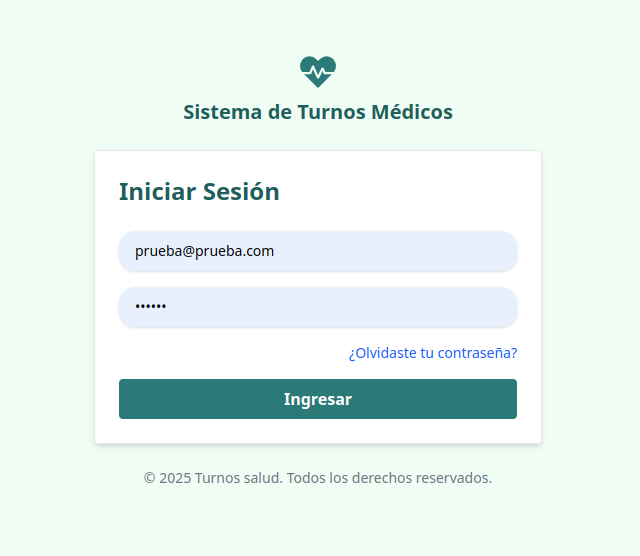 Sistema de Turnos Médicos
Iniciar Sesión
prueba@prueba.com
••••••
¿Olvidaste tu contraseña?
Ingresar
© 2025 Turnos salud. Todos los derechos reservados.